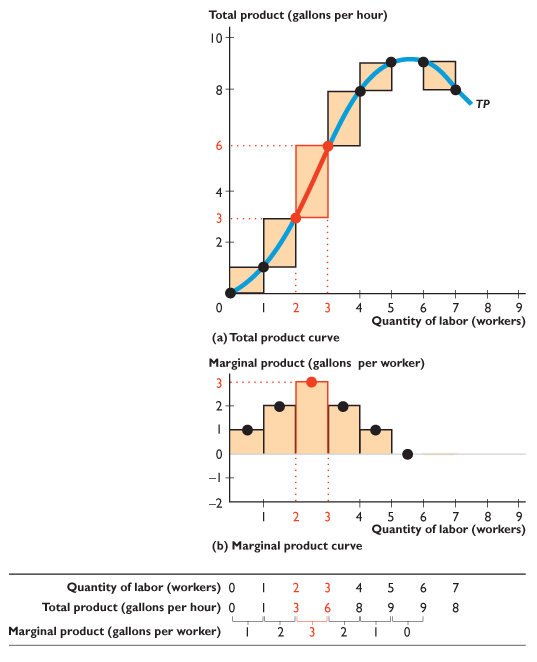 Total product (gallons per hour)
10
8
6
4
3
2
TP
0 1 2 3 4 5 6 7 8 9
Quantity of labor (workers)
(a) Total product curve
Marginal product (gallons per worker)
3
2
1
0
–1
–2
1 2 3 4 5 6 7 8 9
Quantity of labor (workers)
(b) Marginal product curve
Quantity of labor (workers) 0 1 2 3 4 5 6 7
Total product (gallons per hour) 0 1 3 6 8 9 9 8
Marginal product (gallons per worker) 1 2 3 2 1 0